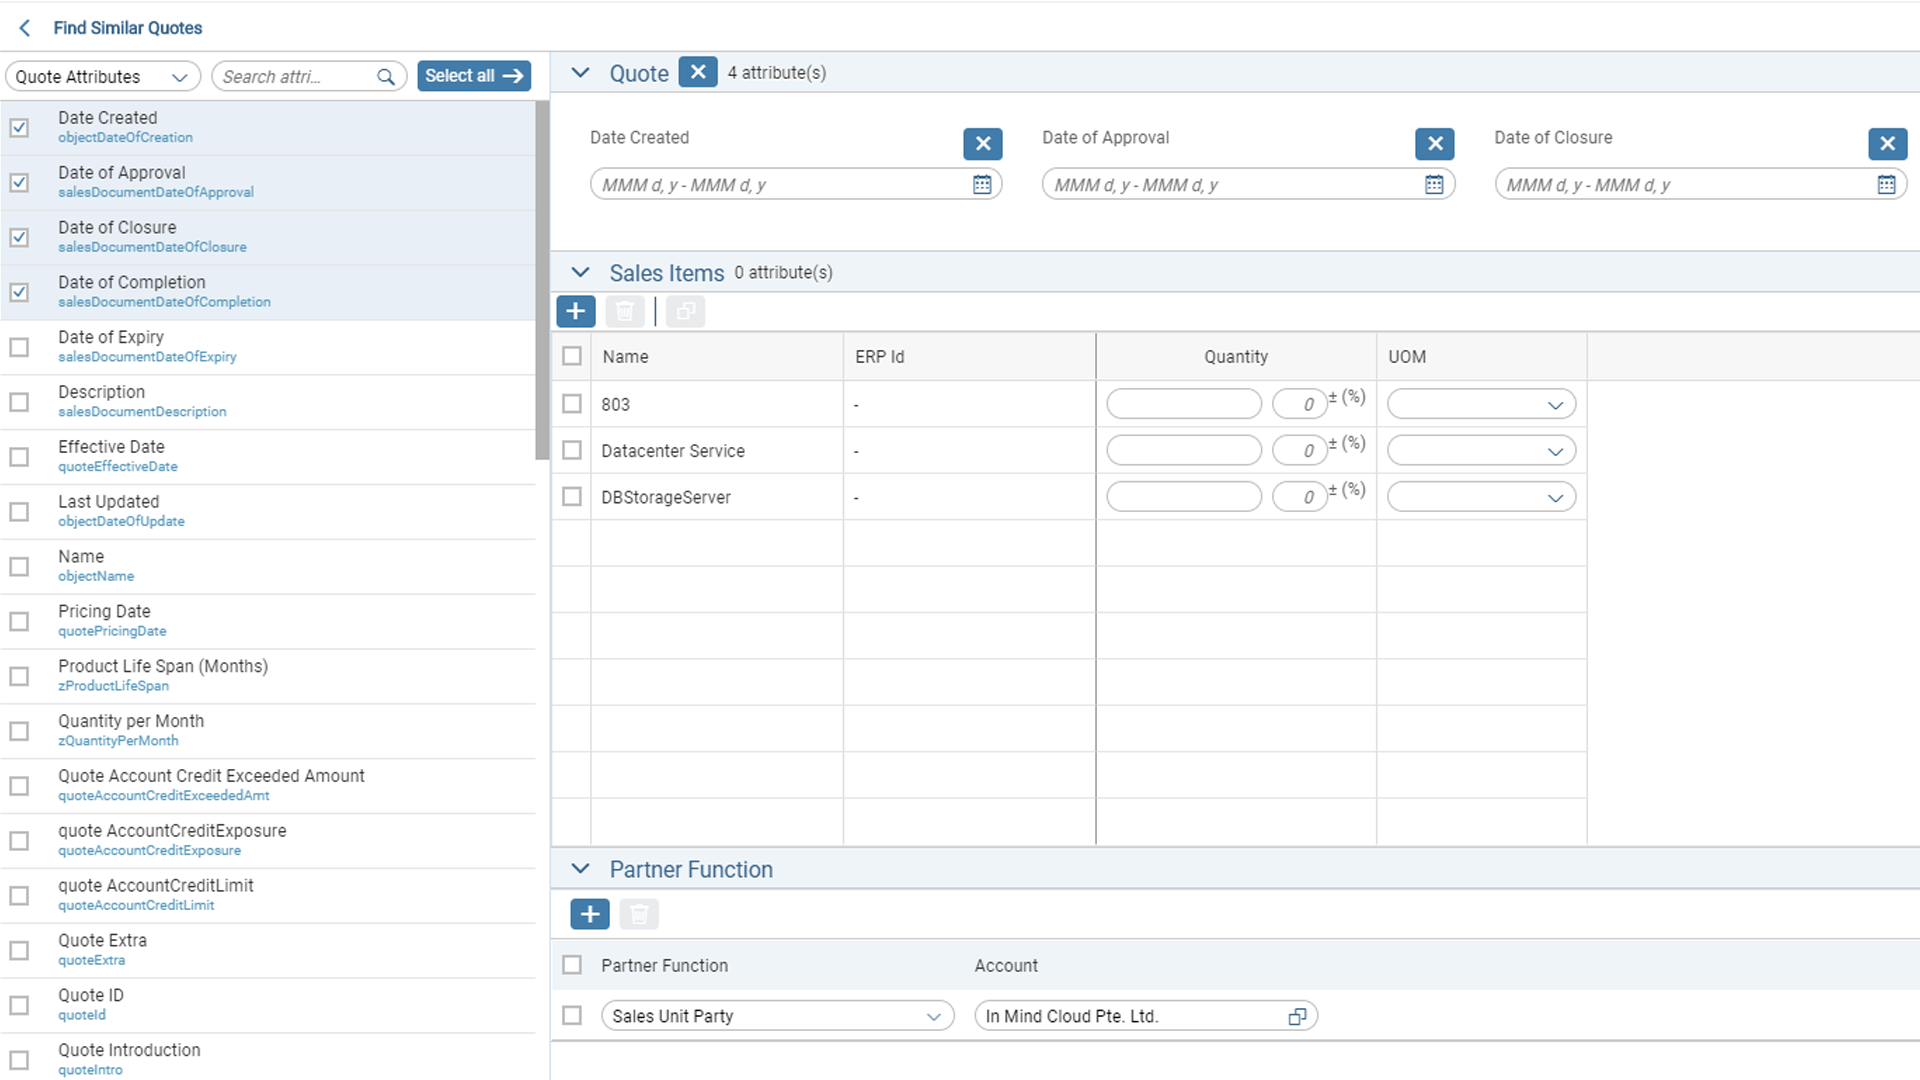 Find Similar Quotes
Quote Attributes
Search attri...
Select all
Date Created
objectDateOfCreation
Date of Approval
salesDocumentDateOfApproval
Date of Closure
salesDocumentDateOfClosure
Date of Completion
salesDocumentDateOfCompletion
Date of Expiry
salesDocumentDateOfExpiry
Description
salesDocumentDescription
Effective Date
quoteEffectiveDate
Last Updated
objectDateOfUpdate
Name
objectName
Pricing Date
quotePricingDate
Product Life Span (Months)
zProductLifeSpan
Quantity per Month
zQuantityPerMonth
Quote Account Credit Exceeded Amount
quoteAccountCreditExceededAmt
quote AccountCreditExposure
quoteAccountCreditExposure
quote AccountCreditLimit
quoteAccountCreditLimit
Quote Extra
quoteExtra
Quote ID
quoteId
Quote Introduction
quoteIntro
Quote 4 attribute(s)
Date Created
MMM d, y - MMM d, y
Date of Approval
MMM d, y - MMM d, y
Date of Closure
MMM d, y - MMM d, y
Sales Items 0 attribute(s)
Name ERP Id Quantity UOM
803 - 0 ± (%)
Datacenter Service - 0 ± (%)
DBStorageServer - 0 ± (%)
Partner Function
Partner Function Account
Sales Unit Party In Mind Cloud Pte. Ltd.